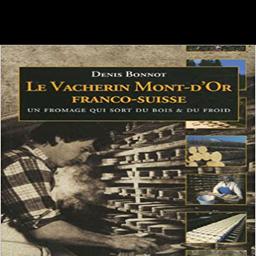 DENIS BONNOT
LE VACHERIN MONT-D'OR
FRANCO-SUISSE
UN FROMAGE QUI SORT DU BOIS & DU FROID